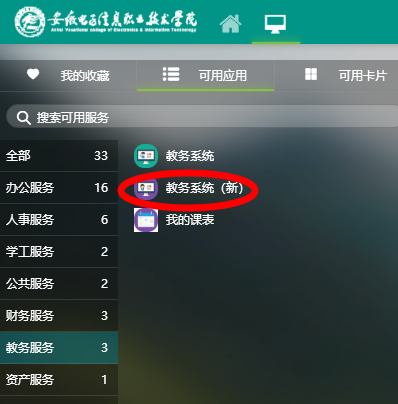 安徽电子信息职业技术学院
Anhui Vocational college of Electronics & Information Technology
我的收藏 可用应用 可用卡片
搜索可用服务
全部 33 教务系统
办公服务 16 教务系统（新）
人事服务 6 我的课表
学工服务 2
公共服务 2
财务服务 3
教务服务 3
资产服务 1